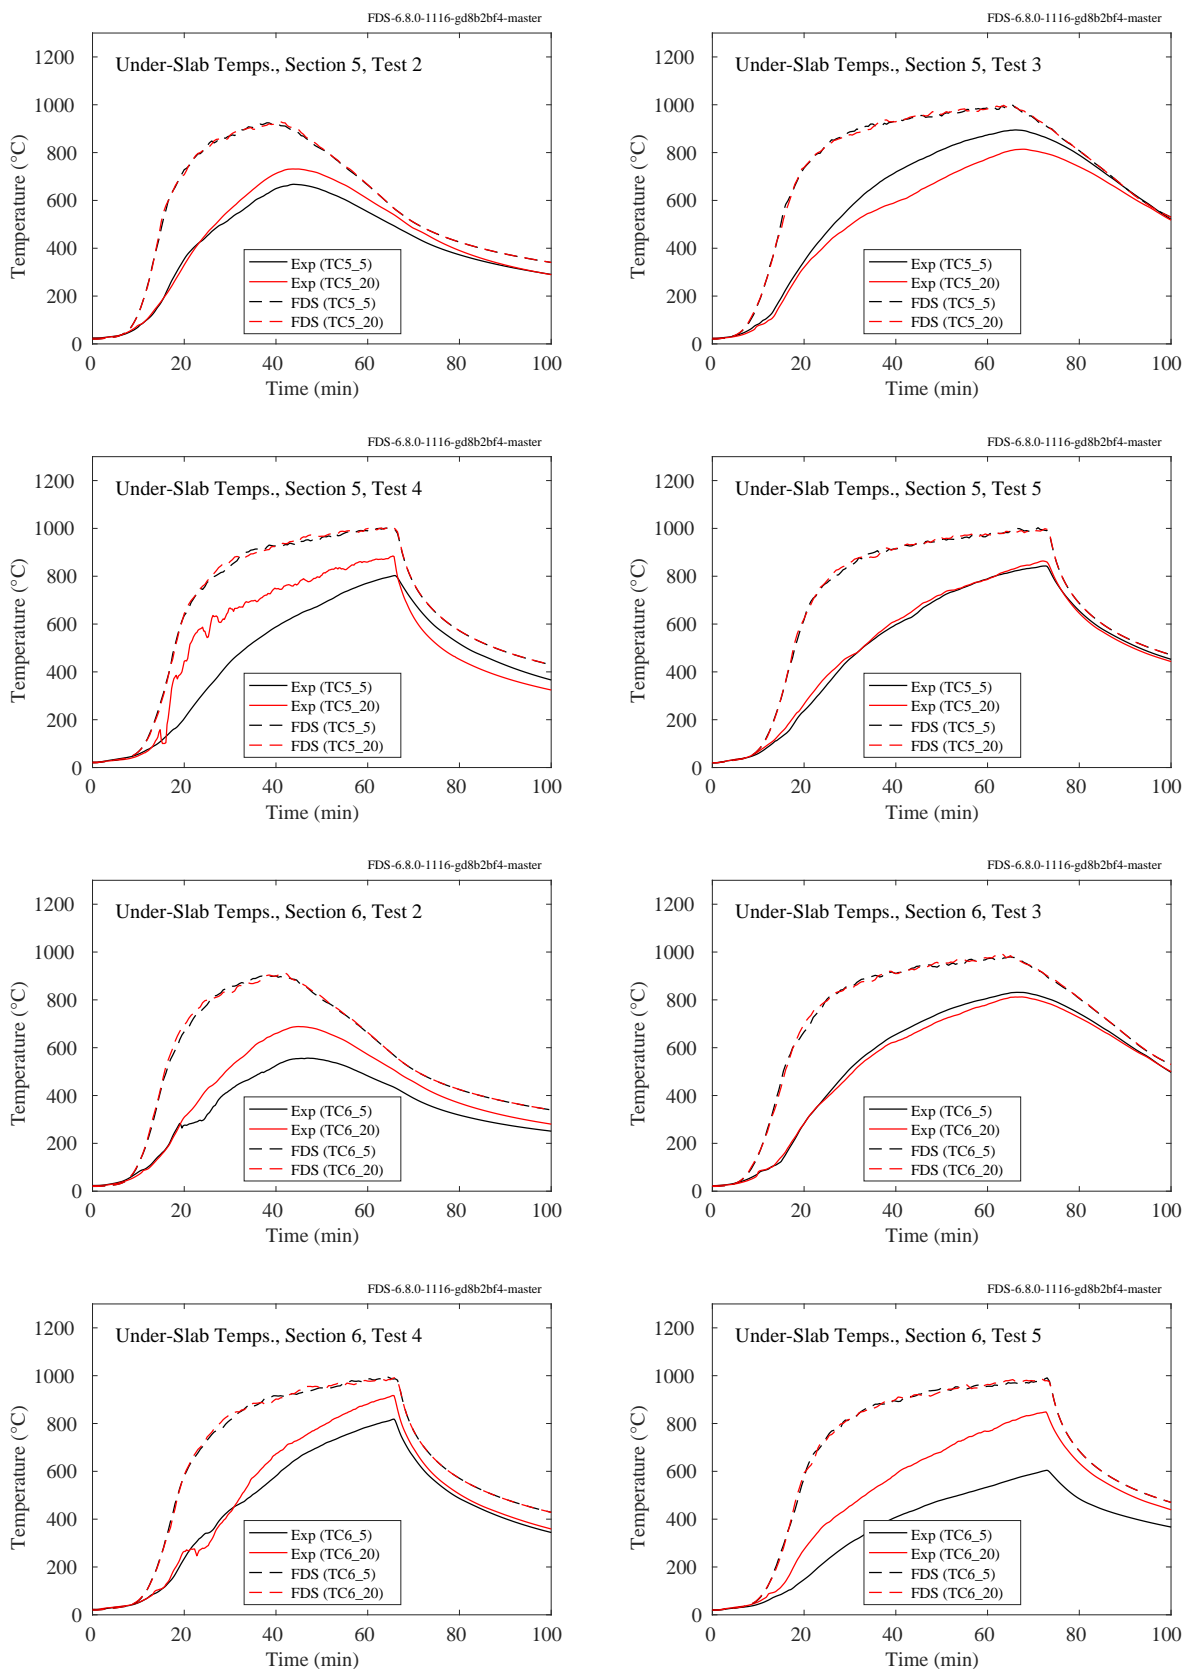 FDS-6.8.0-1116-gd8b2bf4-master
Under-Slab Temps., Section 5, Test 2
Temperature (°C)
1200
1000
800
600
400
200
0
Exp (TC5_5)
Exp (TC5_20)
FDS (TC5_5)
FDS (TC5_20)
0 20 40 60 80 100
Time (min)
FDS-6.8.0-1116-gd8b2bf4-master
Under-Slab Temps., Section 5, Test 3
Temperature (°C)
1200
1000
800
600
400
200
0
Exp (TC5_5)
Exp (TC5_20)
FDS (TC5_5)
FDS (TC5_20)
0 20 40 60 80 100
Time (min)
FDS-6.8.0-1116-gd8b2bf4-master
Under-Slab Temps., Section 5, Test 4
Temperature (°C)
1200
1000
800
600
400
200
0
Exp (TC5_5)
Exp (TC5_20)
FDS (TC5_5)
FDS (TC5_20)
0 20 40 60 80 100
Time (min)
FDS-6.8.0-1116-gd8b2bf4-master
Under-Slab Temps., Section 5, Test 5
Temperature (°C)
1200
1000
800
600
400
200
0
Exp (TC5_5)
Exp (TC5_20)
FDS (TC5_5)
FDS (TC5_20)
0 20 40 60 80 100
Time (min)
FDS-6.8.0-1116-gd8b2bf4-master
Under-Slab Temps., Section 6, Test 2
Temperature (°C)
1200
1000
800
600
400
200
0
Exp (TC6_5)
Exp (TC6_20)
FDS (TC6_5)
FDS (TC6_20)
0 20 40 60 80 100
Time (min)
FDS-6.8.0-1116-gd8b2bf4-master
Under-Slab Temps., Section 6, Test 3
Temperature (°C)
1200
1000
800
600
400
200
0
Exp (TC6_5)
Exp (TC6_20)
FDS (TC6_5)
FDS (TC6_20)
0 20 40 60 80 100
Time (min)
FDS-6.8.0-1116-gd8b2bf4-master
Under-Slab Temps., Section 6, Test 4
Temperature (°C)
1200
1000
800
600
400
200
0
Exp (TC6_5)
Exp (TC6_20)
FDS (TC6_5)
FDS (TC6_20)
0 20 40 60 80 100
Time (min)
FDS-6.8.0-1116-gd8b2bf4-master
Under-Slab Temps., Section 6, Test 5
Temperature (°C)
1200
1000
800
600
400
200
0
Exp (TC6_5)
Exp (TC6_20)
FDS (TC6_5)
FDS (TC6_20)
0 20 40 60 80 100
Time (min)